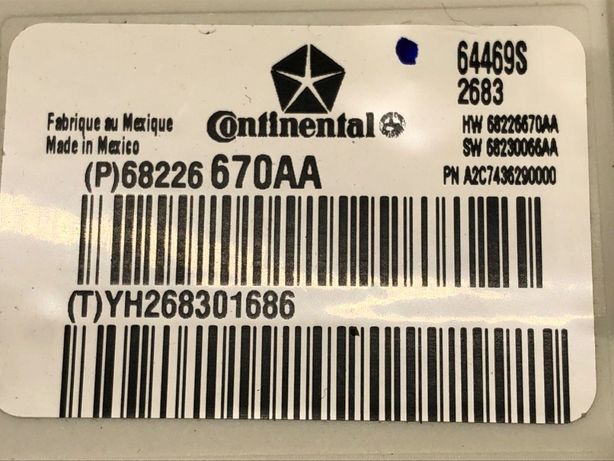 64469S
2683
Continental
Fabrique au Mexique
Made in Mexico
HW 68226670AA
SW 68230066AA
PN A2C7436290000
(P)68226 670AA
(T)YH268301686